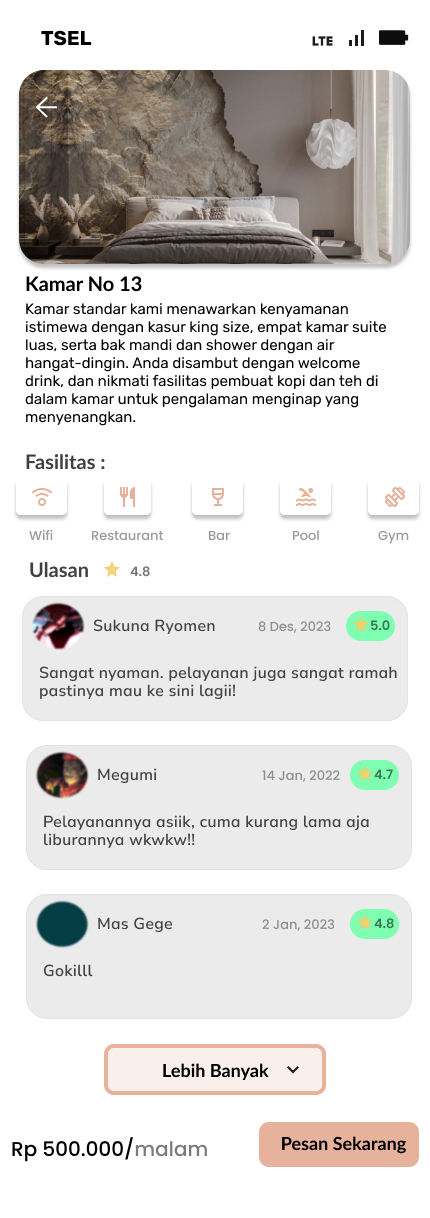 TSEL LTE
Kamar No 13
Kamar standar kami menawarkan kenyamanan
istimewa dengan kasur king size, empat kamar suite
luas, serta bak mandi dan shower dengan air
hangat-dingin. Anda disambut dengan welcome
drink, dan nikmati fasilitas pembuat kopi dan teh di
dalam kamar untuk pengalaman menginap yang
menyenangkan.
Fasilitas :
Wifi Restaurant Bar Pool Gym
Ulasan 4.8
Sukuna Ryomen 8 Des, 2023 5.0
Sangat nyaman. pelayanan juga sangat ramah
pastinya mau ke sini lagii!
Megumi 14 Jan, 2022 4.7
Pelayanannya asiik, cuma kurang lama aja
liburannya wkwkw!!
Mas Gege 2 Jan, 2023 4.8
Gokilll
Lebih Banyak
Rp 500.000/malam Pesan Sekarang